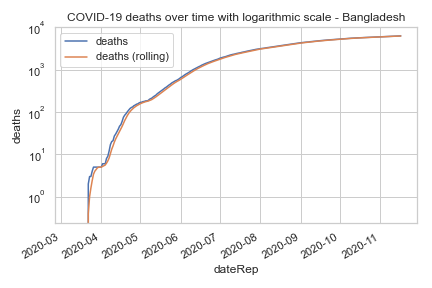 COVID-19 deaths over time with logarithmic scale - Bangladesh
deaths
deaths (rolling)
10⁴
10³
10²
10¹
10⁰
deaths
2020-03
2020-04
2020-05
2020-06
2020-07
2020-08
2020-09
2020-10
2020-11
dateRep